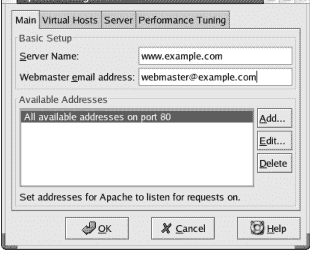 Main Virtual Hosts Server Performance Tuning
Basic Setup
Server Name: www.example.com
Webmaster email address: webmaster@example.com
Available Addresses
All available addresses on port 80
Add...
Edit...
Delete
Set addresses for Apache to listen for requests on.
OK Cancel Help